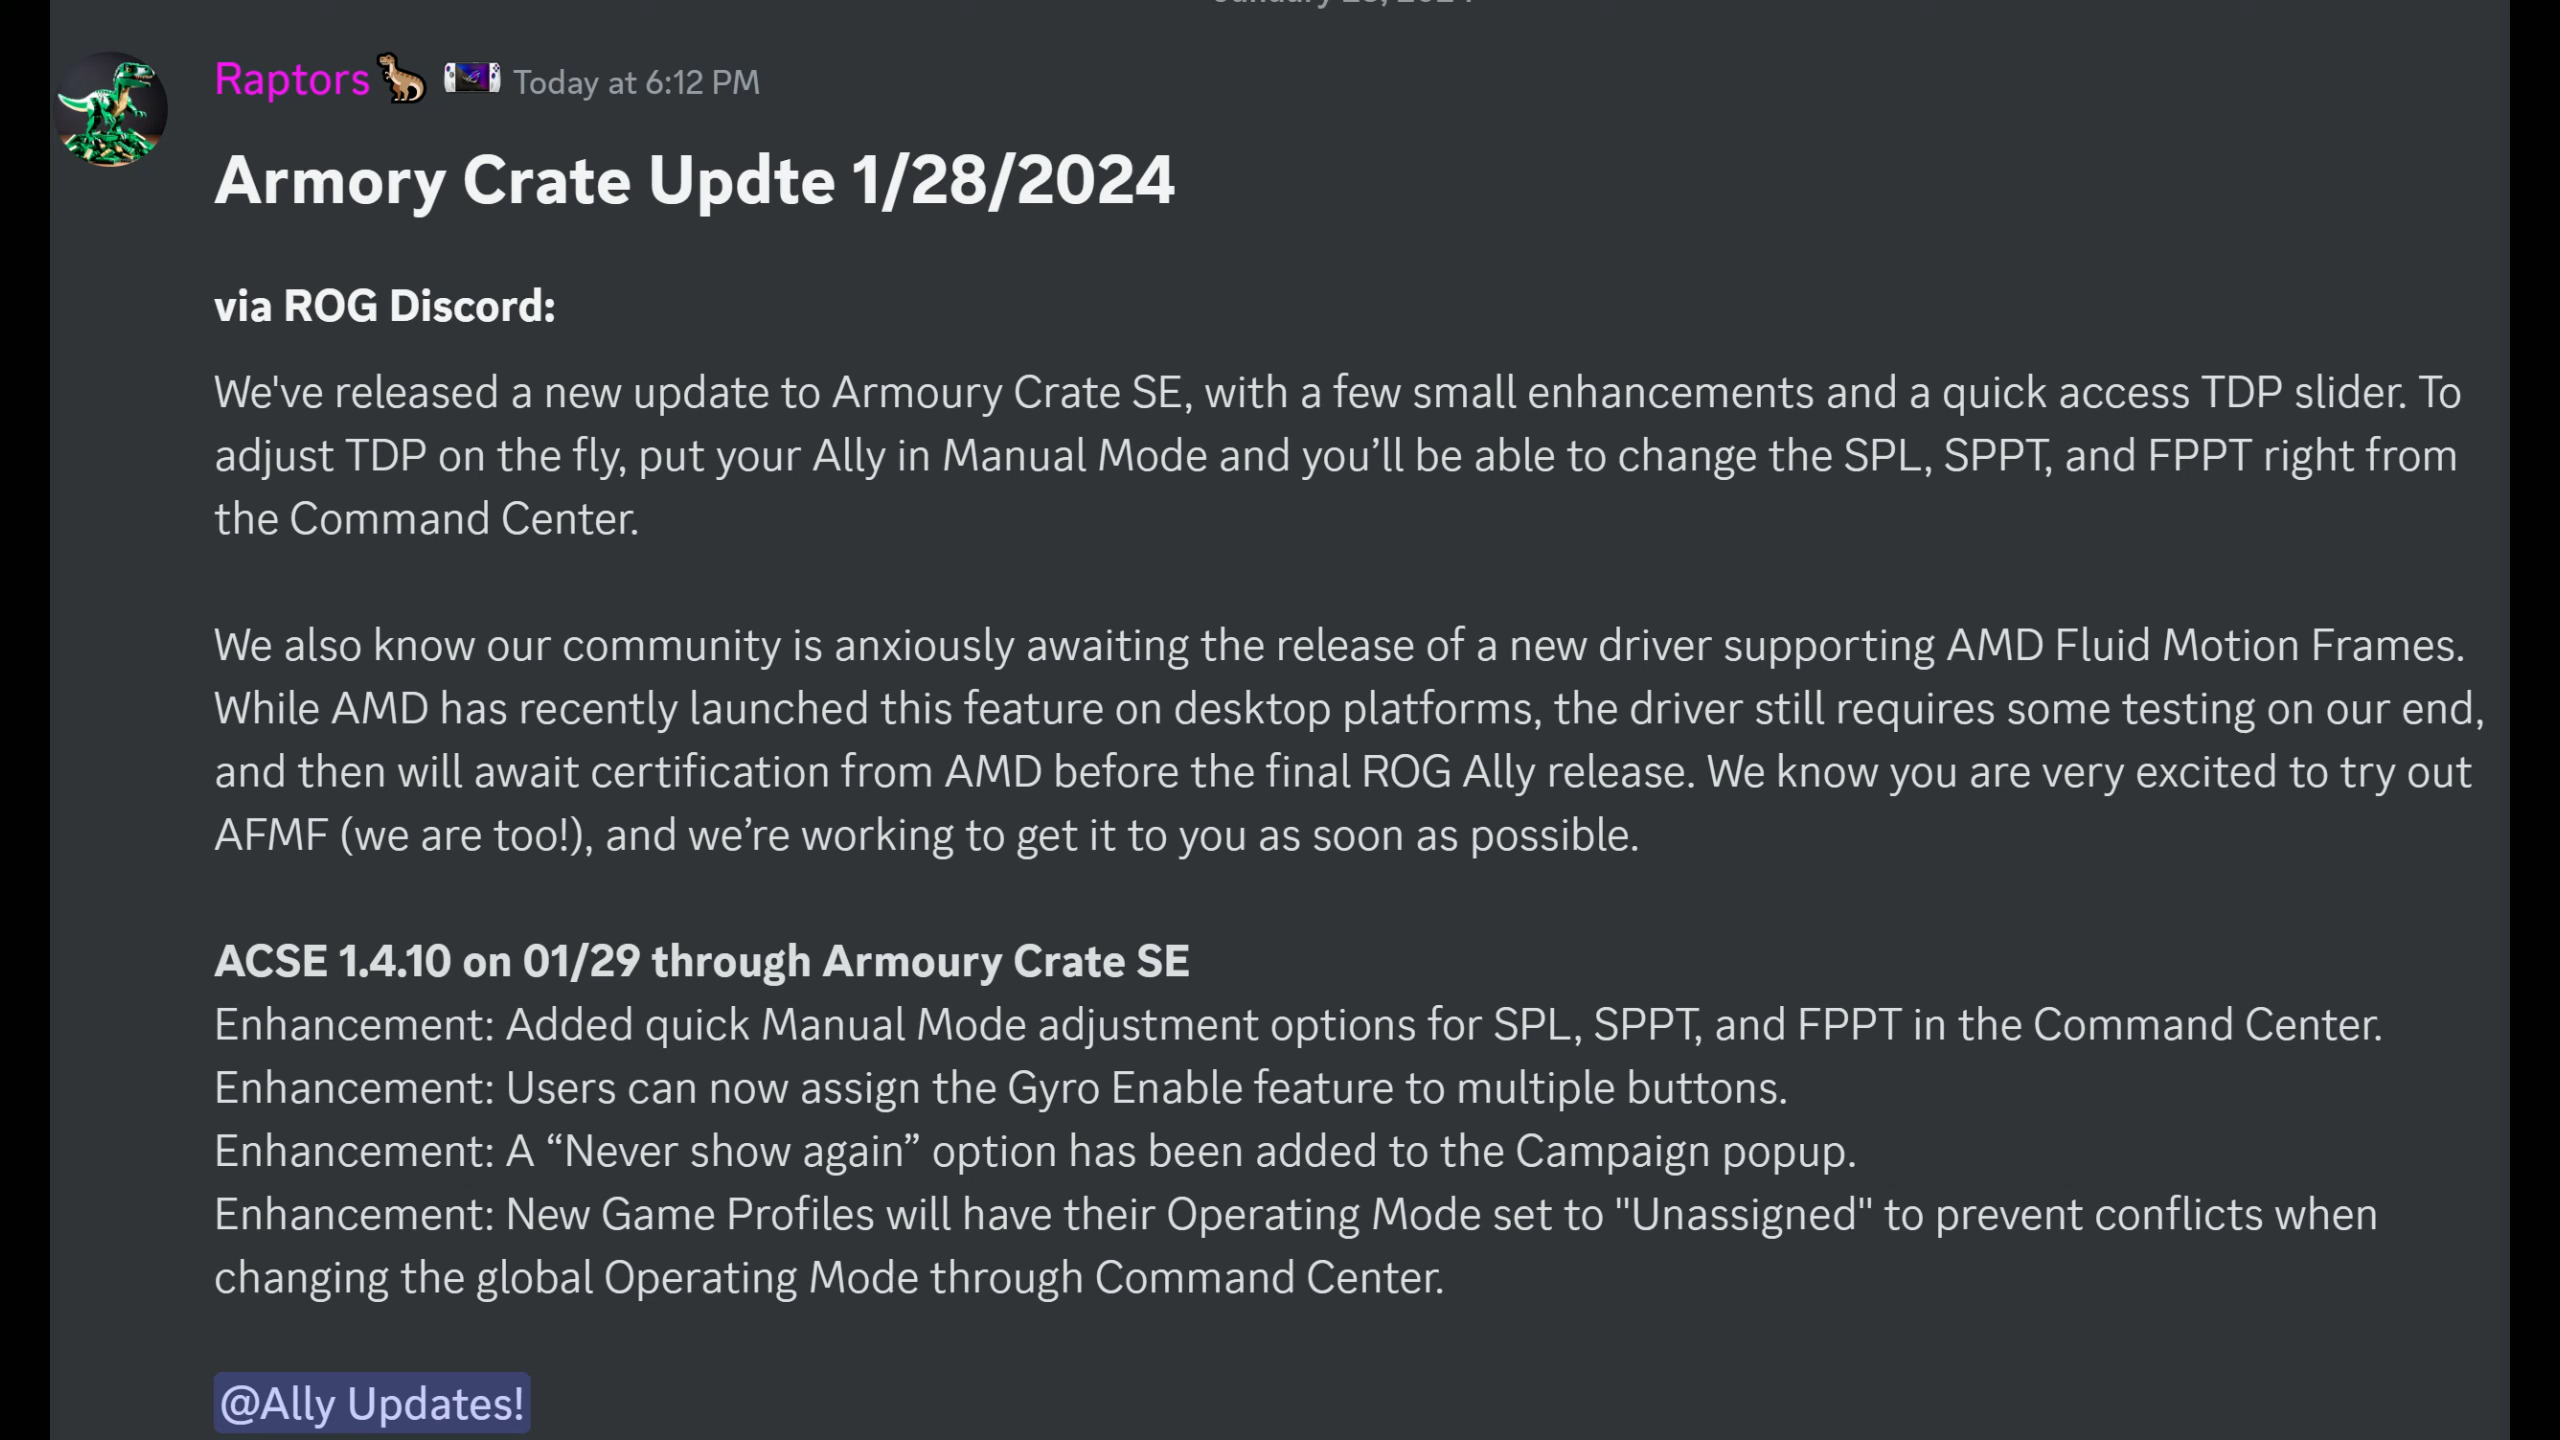 Raptors Today at 6:12 PM
Armory Crate Updte 1/28/2024
via ROG Discord:
We've released a new update to Armoury Crate SE, with a few small enhancements and a quick access TDP slider. To
adjust TDP on the fly, put your Ally in Manual Mode and you’ll be able to change the SPL, SPPT, and FPPT right from
the Command Center.
We also know our community is anxiously awaiting the release of a new driver supporting AMD Fluid Motion Frames.
While AMD has recently launched this feature on desktop platforms, the driver still requires some testing on our end,
and then will await certification from AMD before the final ROG Ally release. We know you are very excited to try out
AFMF (we are too!), and we’re working to get it to you as soon as possible.
ACSE 1.4.10 on 01/29 through Armoury Crate SE
Enhancement: Added quick Manual Mode adjustment options for SPL, SPPT, and FPPT in the Command Center.
Enhancement: Users can now assign the Gyro Enable feature to multiple buttons.
Enhancement: A “Never show again” option has been added to the Campaign popup.
Enhancement: New Game Profiles will have their Operating Mode set to "Unassigned" to prevent conflicts when
changing the global Operating Mode through Command Center.
@Ally Updates!